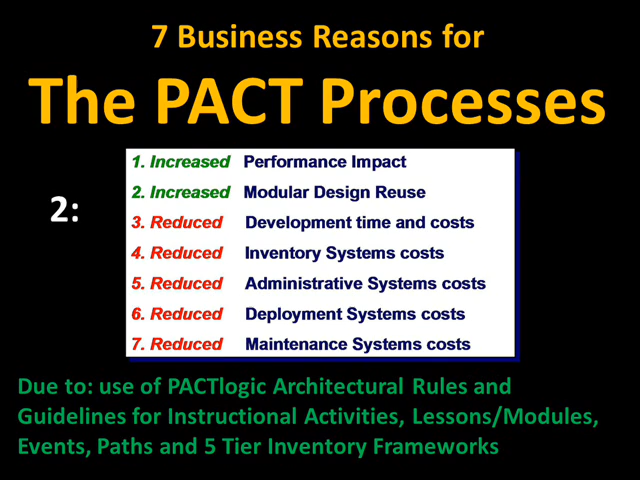 7 Business Reasons for
The PACT Processes
2:
1. Increased Performance Impact
2. Increased Modular Design Reuse
3. Reduced Development time and costs
4. Reduced Inventory Systems costs
5. Reduced Administrative Systems costs
6. Reduced Deployment Systems costs
7. Reduced Maintenance Systems costs
Due to: use of PACTlogic Architectural Rules and
Guidelines for Instructional Activities, Lessons/Modules,
Events, Paths and 5 Tier Inventory Frameworks